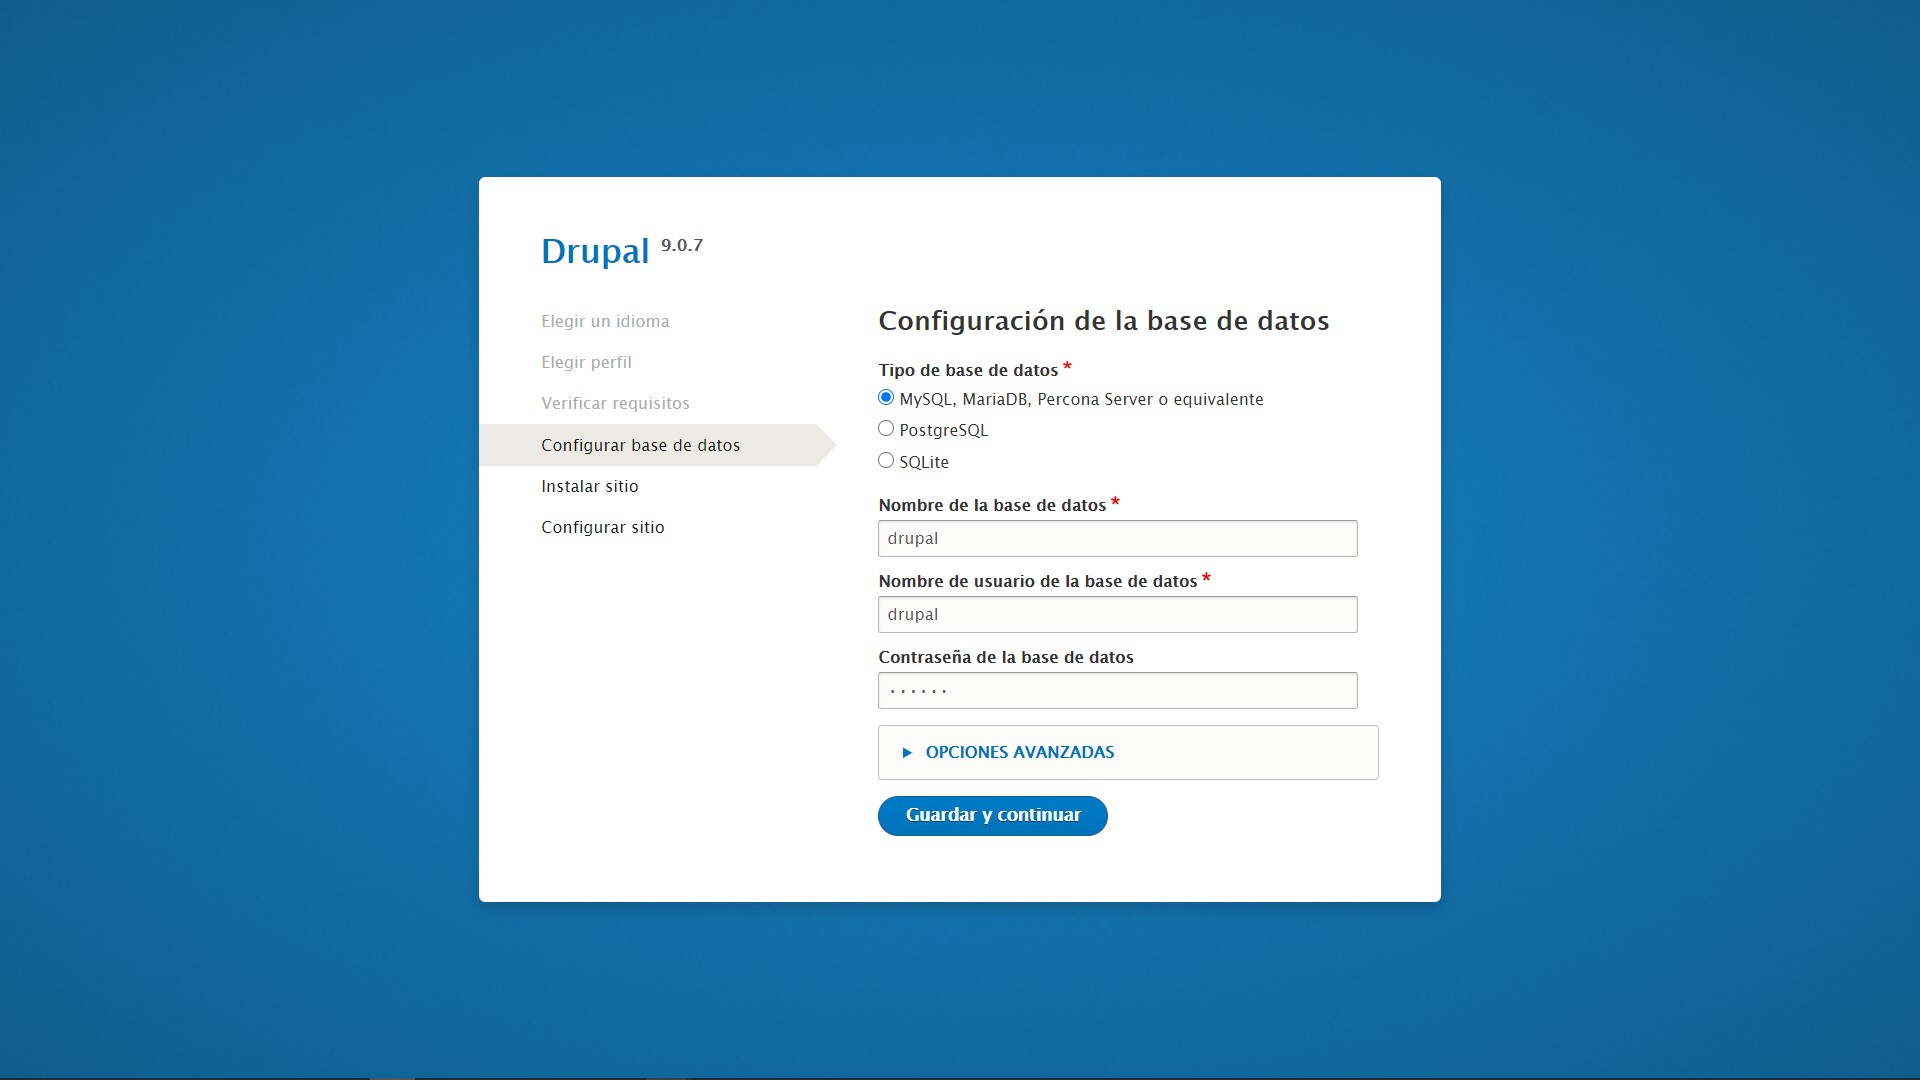 Drupal 9.0.7
Elegir un idioma
Elegir perfil
Verificar requisitos
Configurar base de datos
Instalar sitio
Configurar sitio
Configuración de la base de datos
Tipo de base de datos *
MySQL, MariaDB, Percona Server o equivalente
PostgreSQL
SQLite
Nombre de la base de datos *
drupal
Nombre de usuario de la base de datos *
drupal
Contraseña de la base de datos
······
OPCIONES AVANZADAS
Guardar y continuar